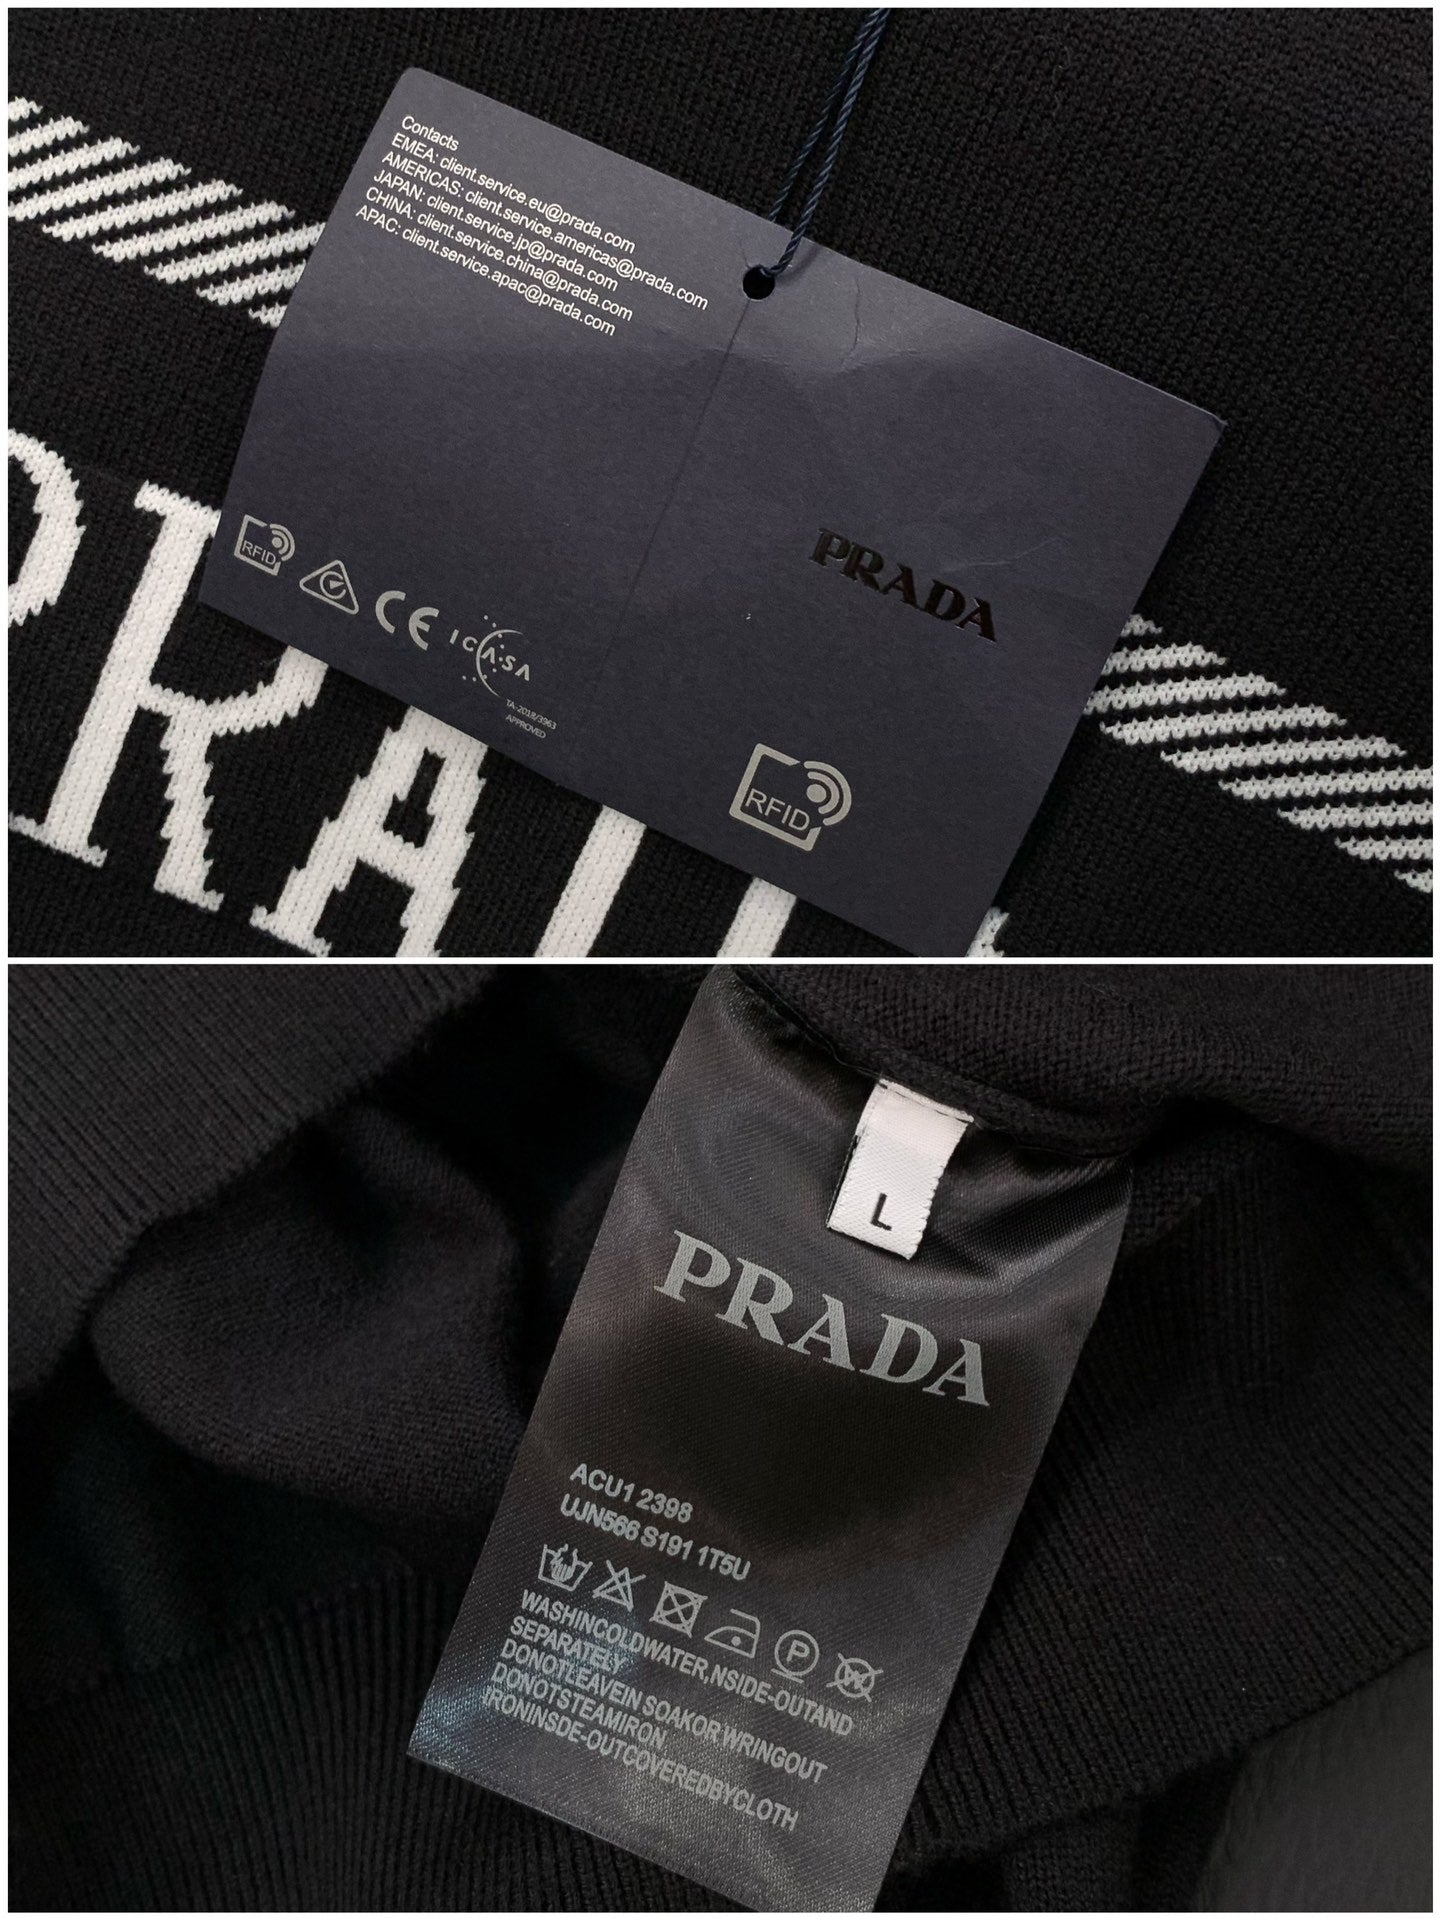 Contacts
EMEA: client.service.eu@prada.com
AMERICAS: client.service.americas@prada.com
JAPAN: client.service.jp@prada.com
CHINA: client.service.china@prada.com
APAC: client.service.apac@prada.com
RFID
CE
ICASA
TA-2018/3963
APPROVED
PRADA
RFID
PRA
L
PRADA
ACU1 2398
UJN566 S191 1T5U
P
W
WASHINCOLDWATER,NSIDE-OUTAND
SEPARATELY
DONOTLEAVEIN SOAKOR WRINGOUT
DONOTSTEAMIRON
IRONINSDE-OUTCOVEREDBYCLOTH